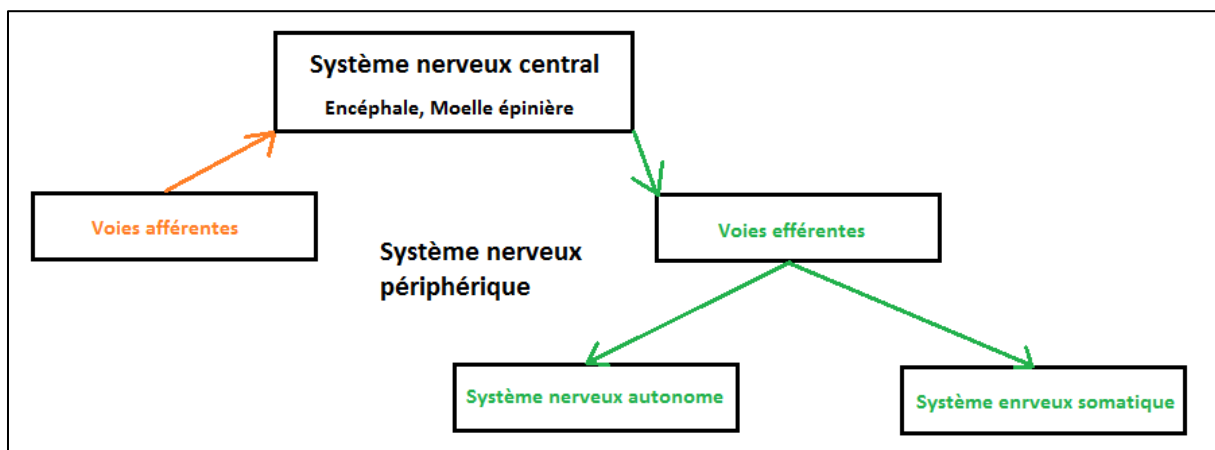 Système nerveux central
Encéphale, Moelle épinière
Voies afférentes
Voies efférentes
Système nerveux
périphérique
Système nerveux autonome
Système enrveux somatique